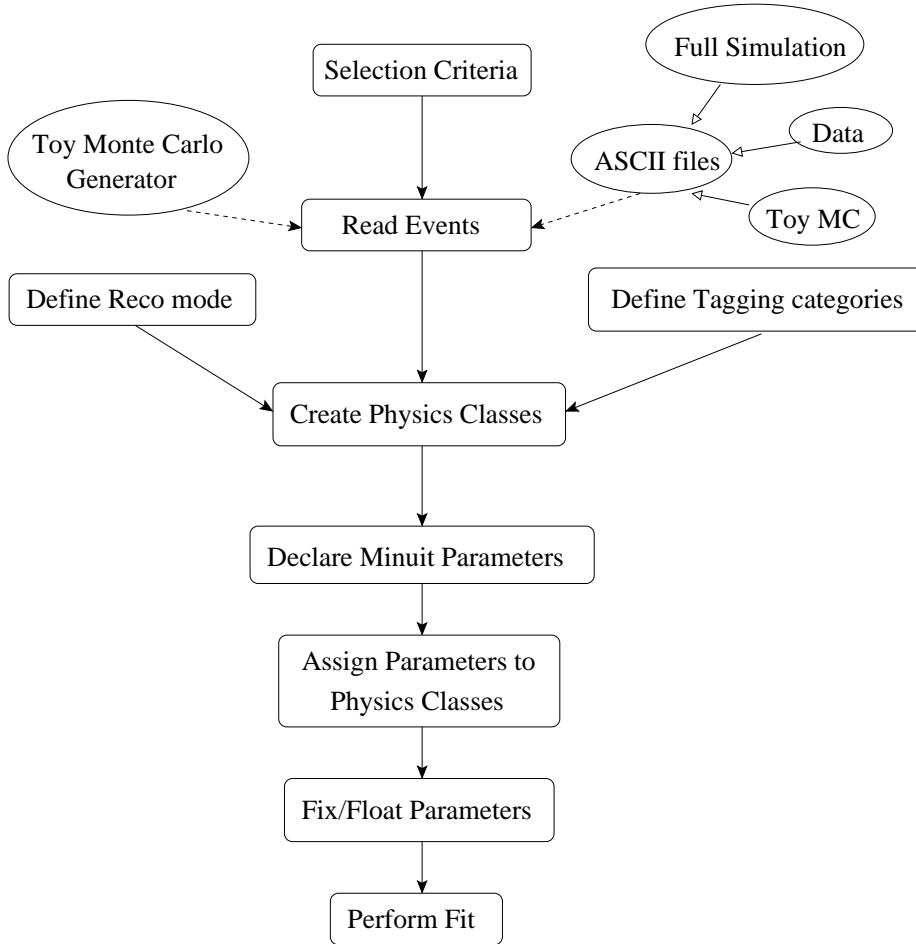 Full Simulation
Selection Criteria
Toy Monte Carlo
Generator
Data
ASCII files
Toy MC
Read Events
Define Reco mode
Define Tagging categories
Create Physics Classes
Declare Minuit Parameters
Assign Parameters to
Physics Classes
Fix/Float Parameters
Perform Fit